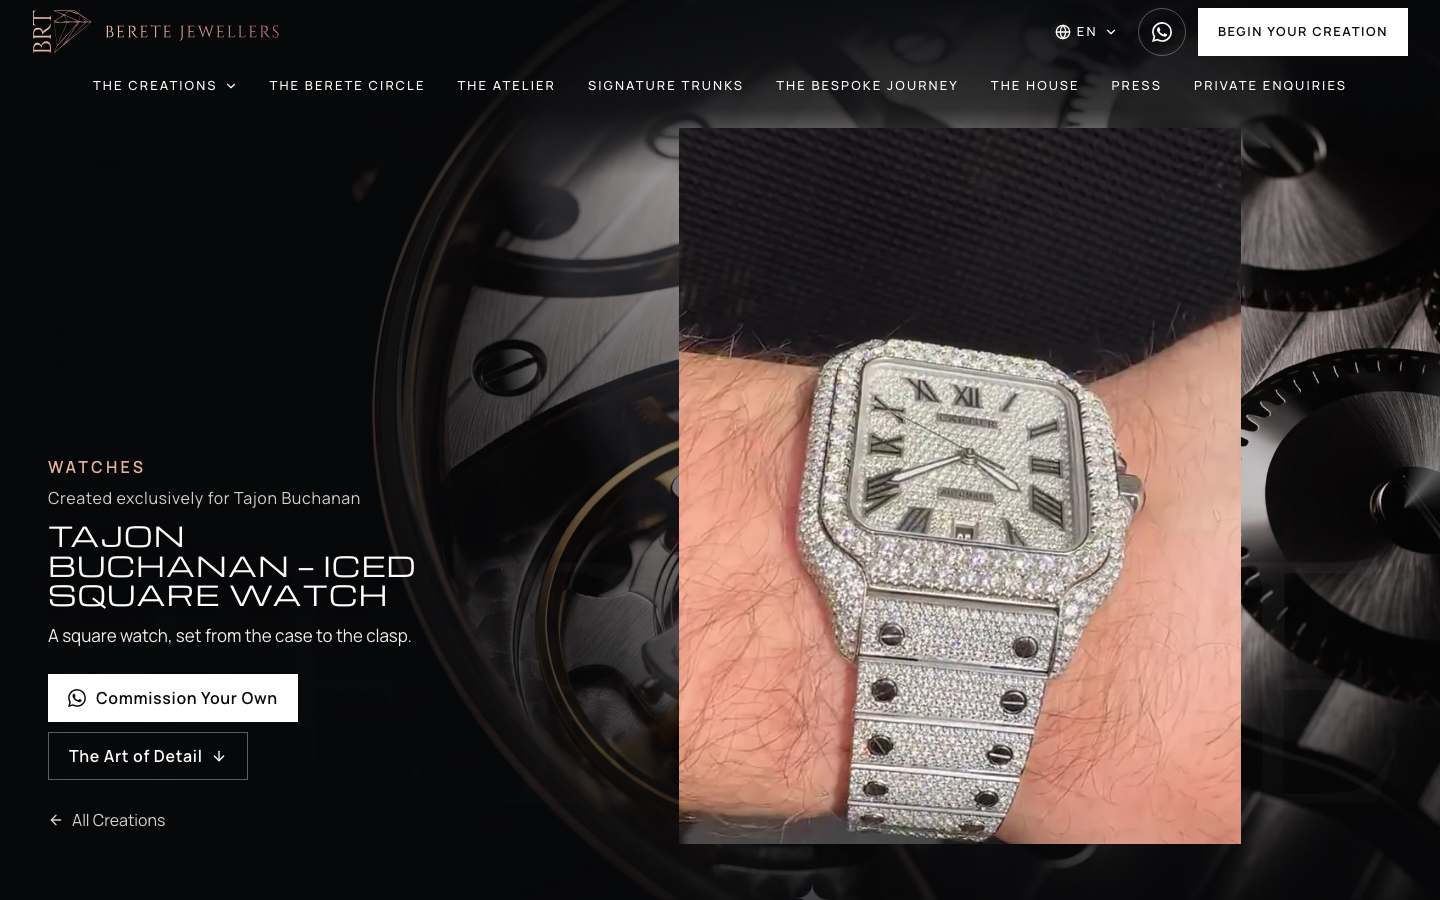 BRT BERETE JEWELLERS
EN
BEGIN YOUR CREATION
THE CREATIONS
THE BERETE CIRCLE
THE ATELIER
SIGNATURE TRUNKS
THE BESPOKE JOURNEY
THE HOUSE
PRESS
PRIVATE ENQUIRIES
WATCHES
Created exclusively for Tajon Buchanan
TAJON
BUCHANAN – ICED
SQUARE WATCH
A square watch, set from the case to the clasp.
Commission Your Own
The Art of Detail
All Creations
XII